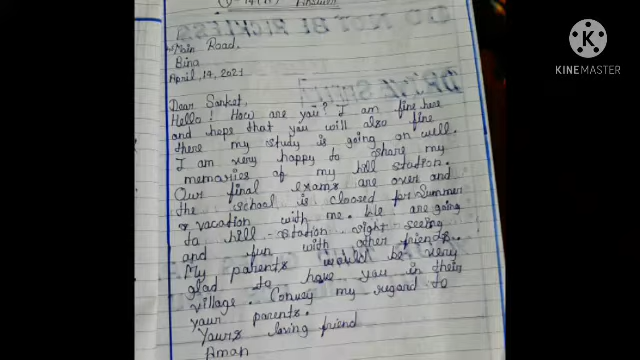 Q-14(A) Answer
Main Road,
Bina
April, 14, 2021
Dear Sanket,
Hello! How are you? I am fine here
and hope that you will also fine
there my study is going on well.
I am very happy to share my
memories of my hill station.
Our final exams are over and
the school is cloosed for Summer
vacation with me. We are going
to hill-station sight-seeing
and fun with other friends.
My parents would be very
glad to have you in their
village. Convey my regard to
your parents.
Yours loving friend
Aman
KINEMASTER